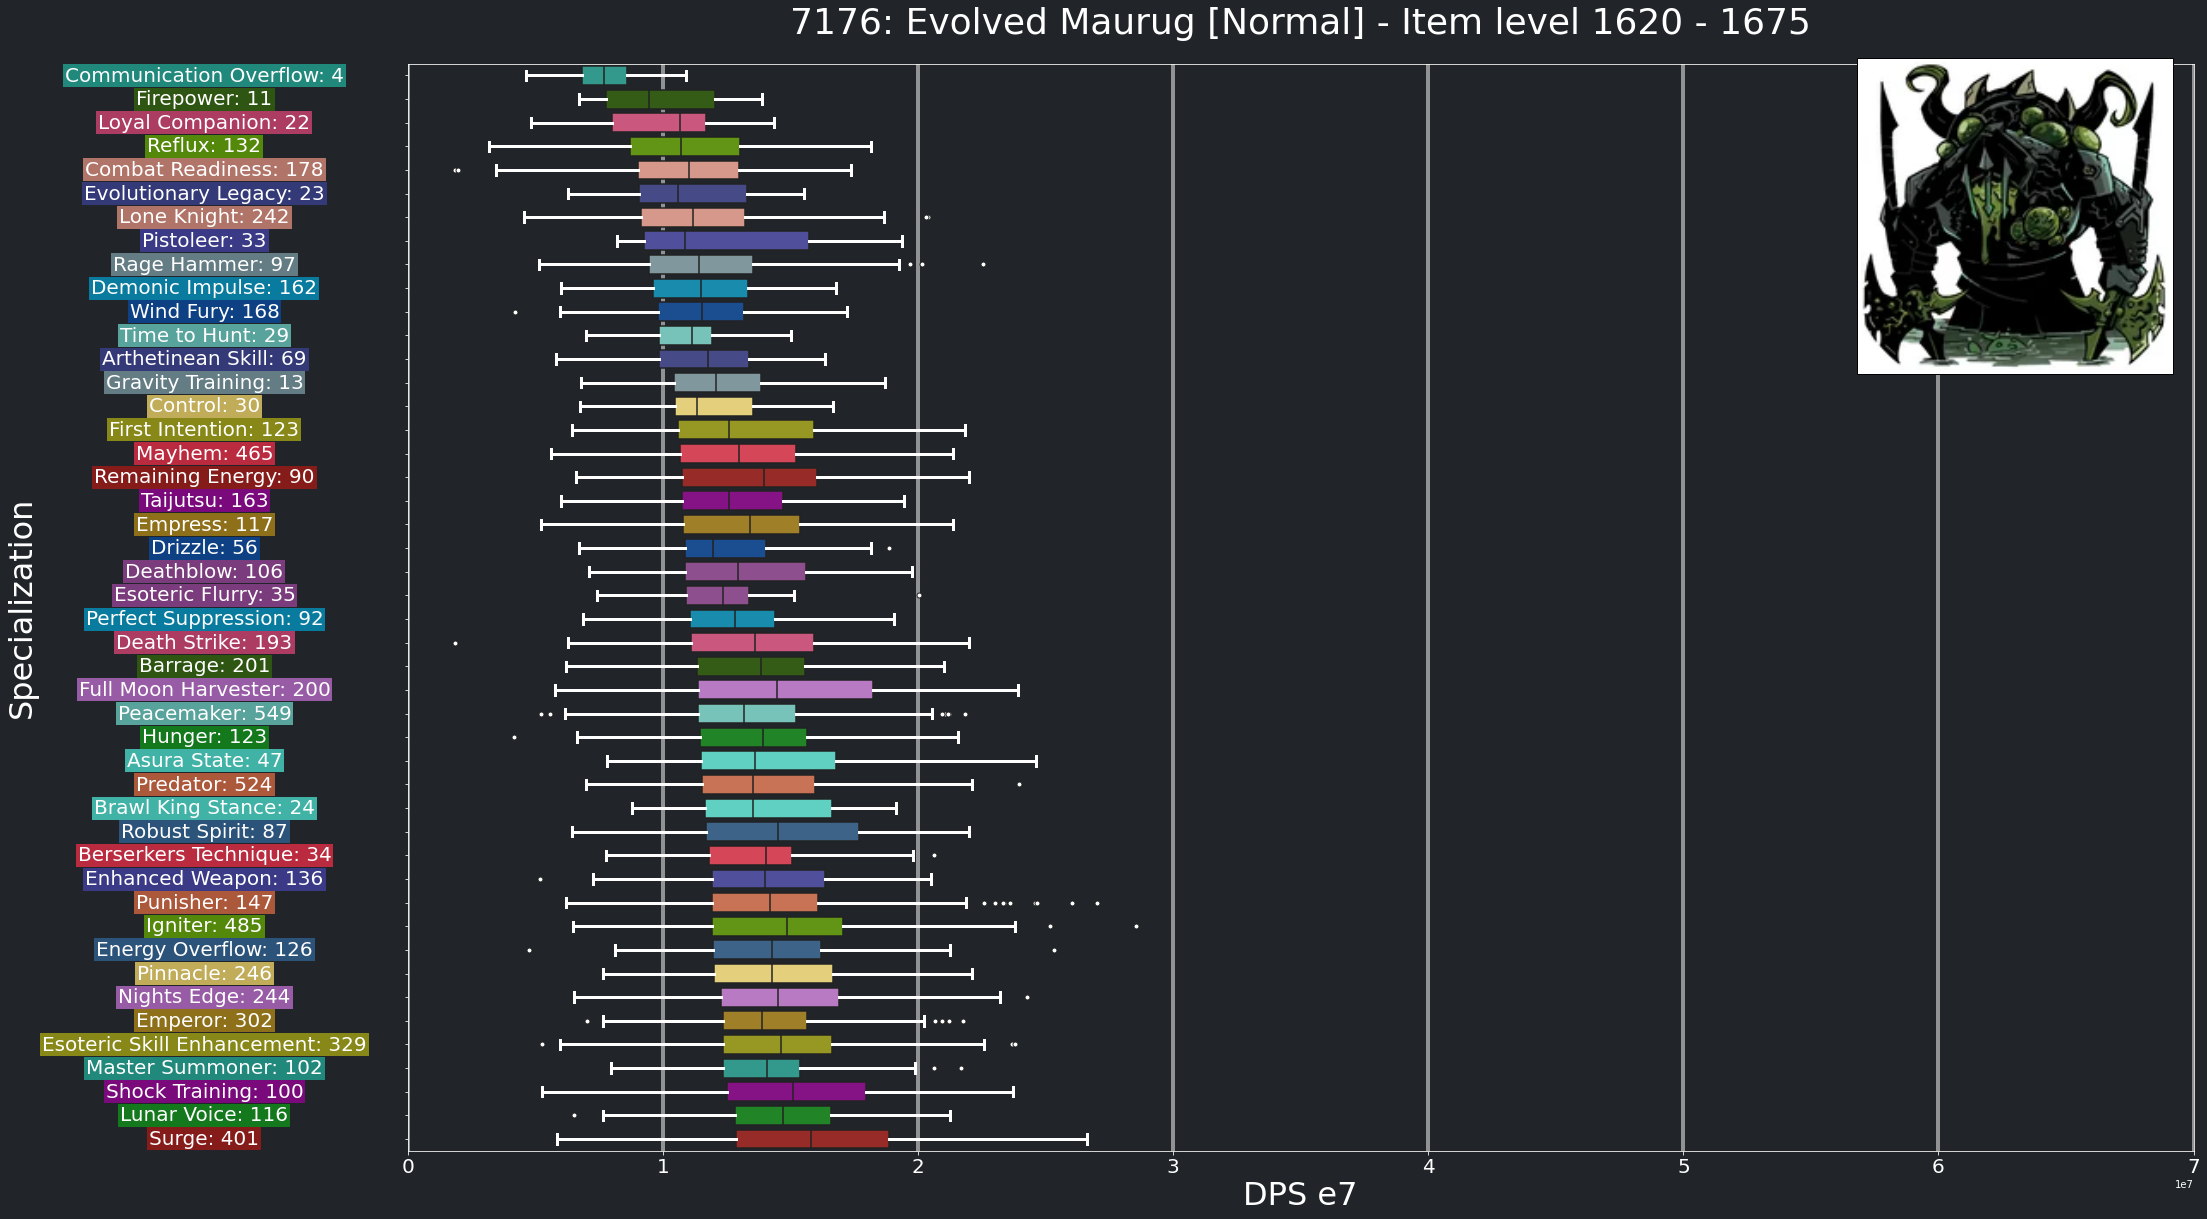 7176: Evolved Maurug [Normal] - Item level 1620 - 1675
Specialization
Communication Overflow: 4
Firepower: 11
Loyal Companion: 22
Reflux: 132
Combat Readiness: 178
Evolutionary Legacy: 23
Lone Knight: 242
Pistoleer: 33
Rage Hammer: 97
Demonic Impulse: 162
Wind Fury: 168
Time to Hunt: 29
Arthetinean Skill: 69
Gravity Training: 13
Control: 30
First Intention: 123
Mayhem: 465
Remaining Energy: 90
Taijutsu: 163
Empress: 117
Drizzle: 56
Deathblow: 106
Esoteric Flurry: 35
Perfect Suppression: 92
Death Strike: 193
Barrage: 201
Full Moon Harvester: 200
Peacemaker: 549
Hunger: 123
Asura State: 47
Predator: 524
Brawl King Stance: 24
Robust Spirit: 87
Berserkers Technique: 34
Enhanced Weapon: 136
Punisher: 147
Igniter: 485
Energy Overflow: 126
Pinnacle: 246
Nights Edge: 244
Emperor: 302
Esoteric Skill Enhancement: 329
Master Summoner: 102
Shock Training: 100
Lunar Voice: 116
Surge: 401
0 1 2 3 4 5 6 7
1e7
DPS e7